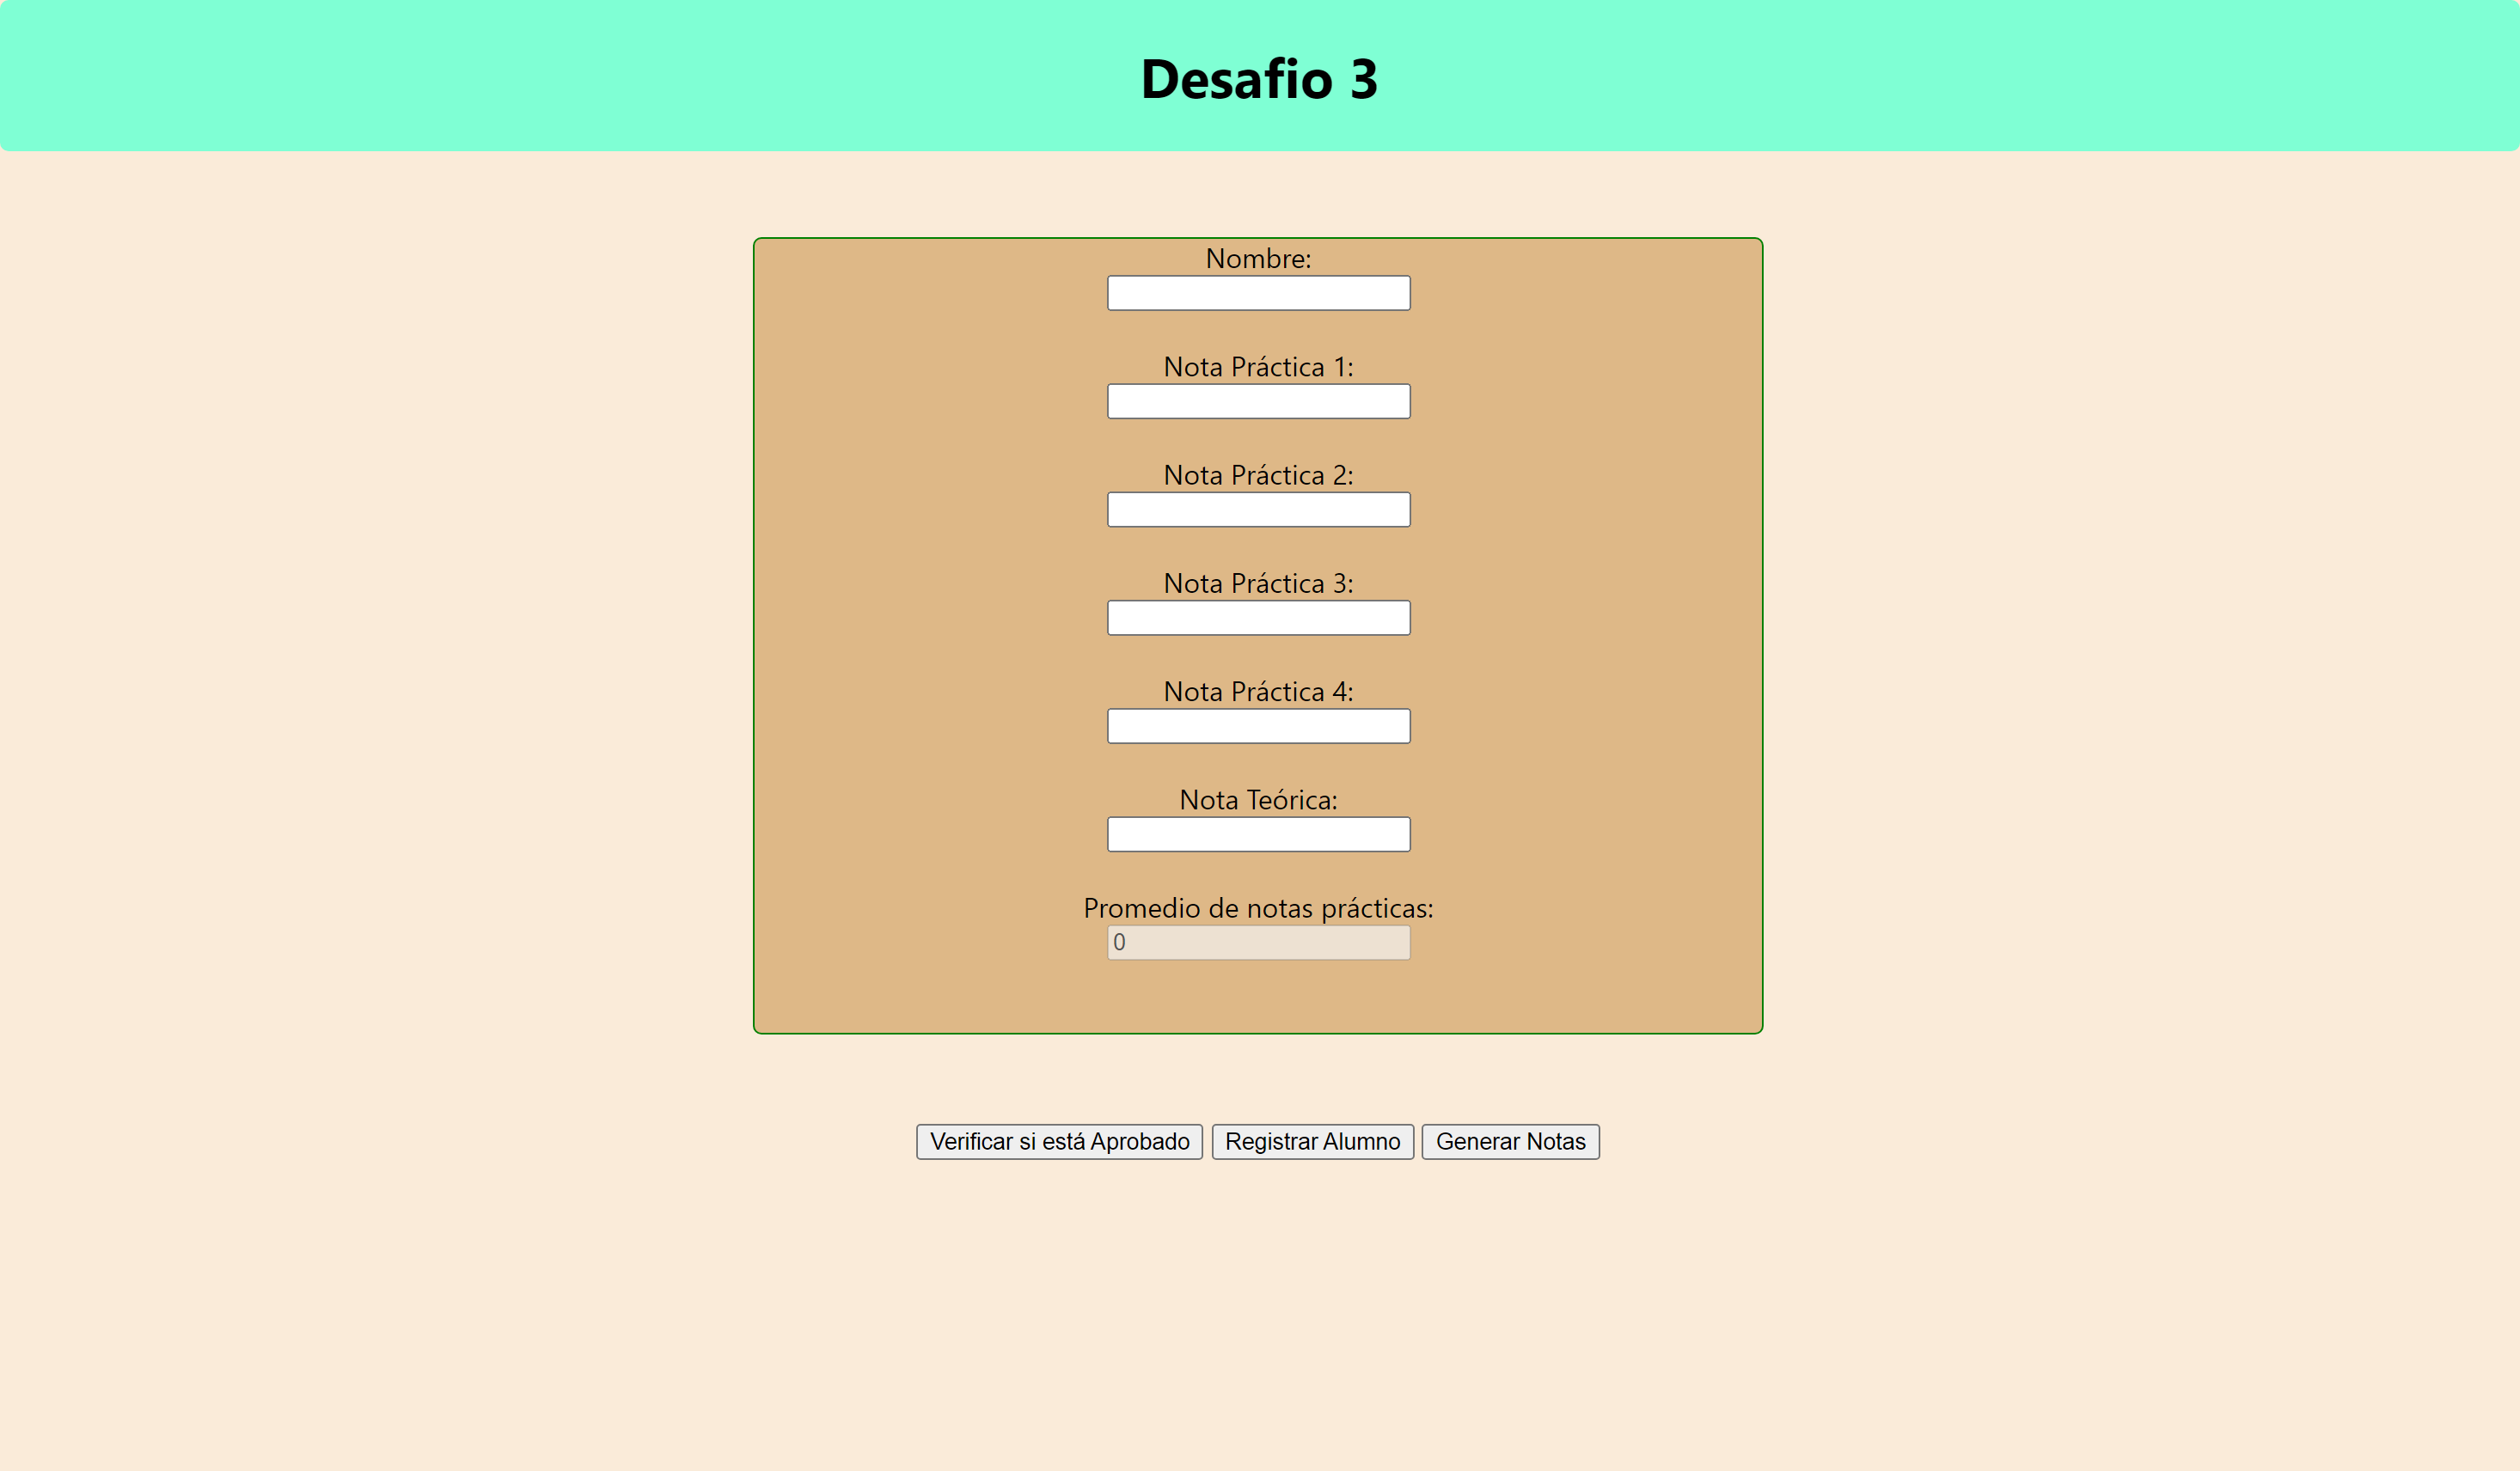 Desafio 3
Nombre:
Nota Práctica 1:
Nota Práctica 2:
Nota Práctica 3:
Nota Práctica 4:
Nota Teórica:
Promedio de notas prácticas:
0
Verificar si está Aprobado Registrar Alumno Generar Notas